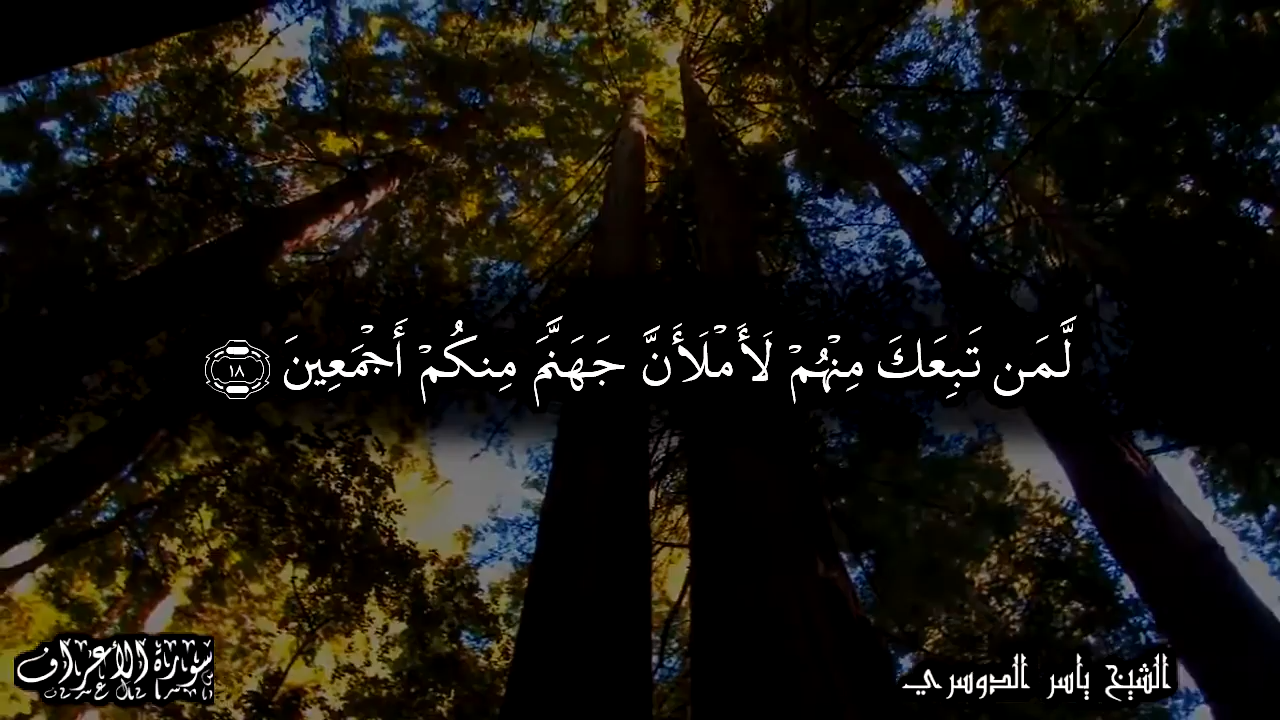 لَّمَن تَبِعَكَ مِنْهُمْ لَأَمْلَأَنَّ جَهَنَّمَ مِنكُمْ أَجْمَعِينَ ١٨
سورة الأعراف
الشيخ ياسر الدوسري